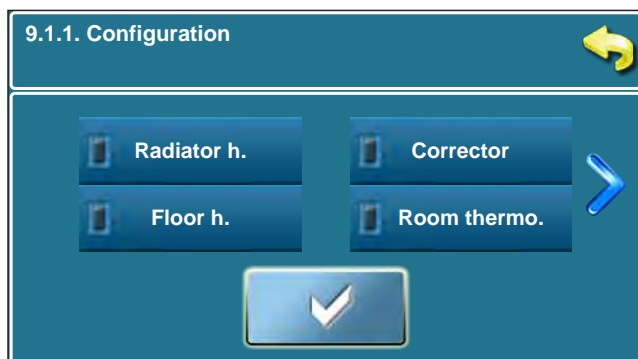 9.1.1. Configuration
Radiator h.
Corrector
Floor h.
Room thermo.